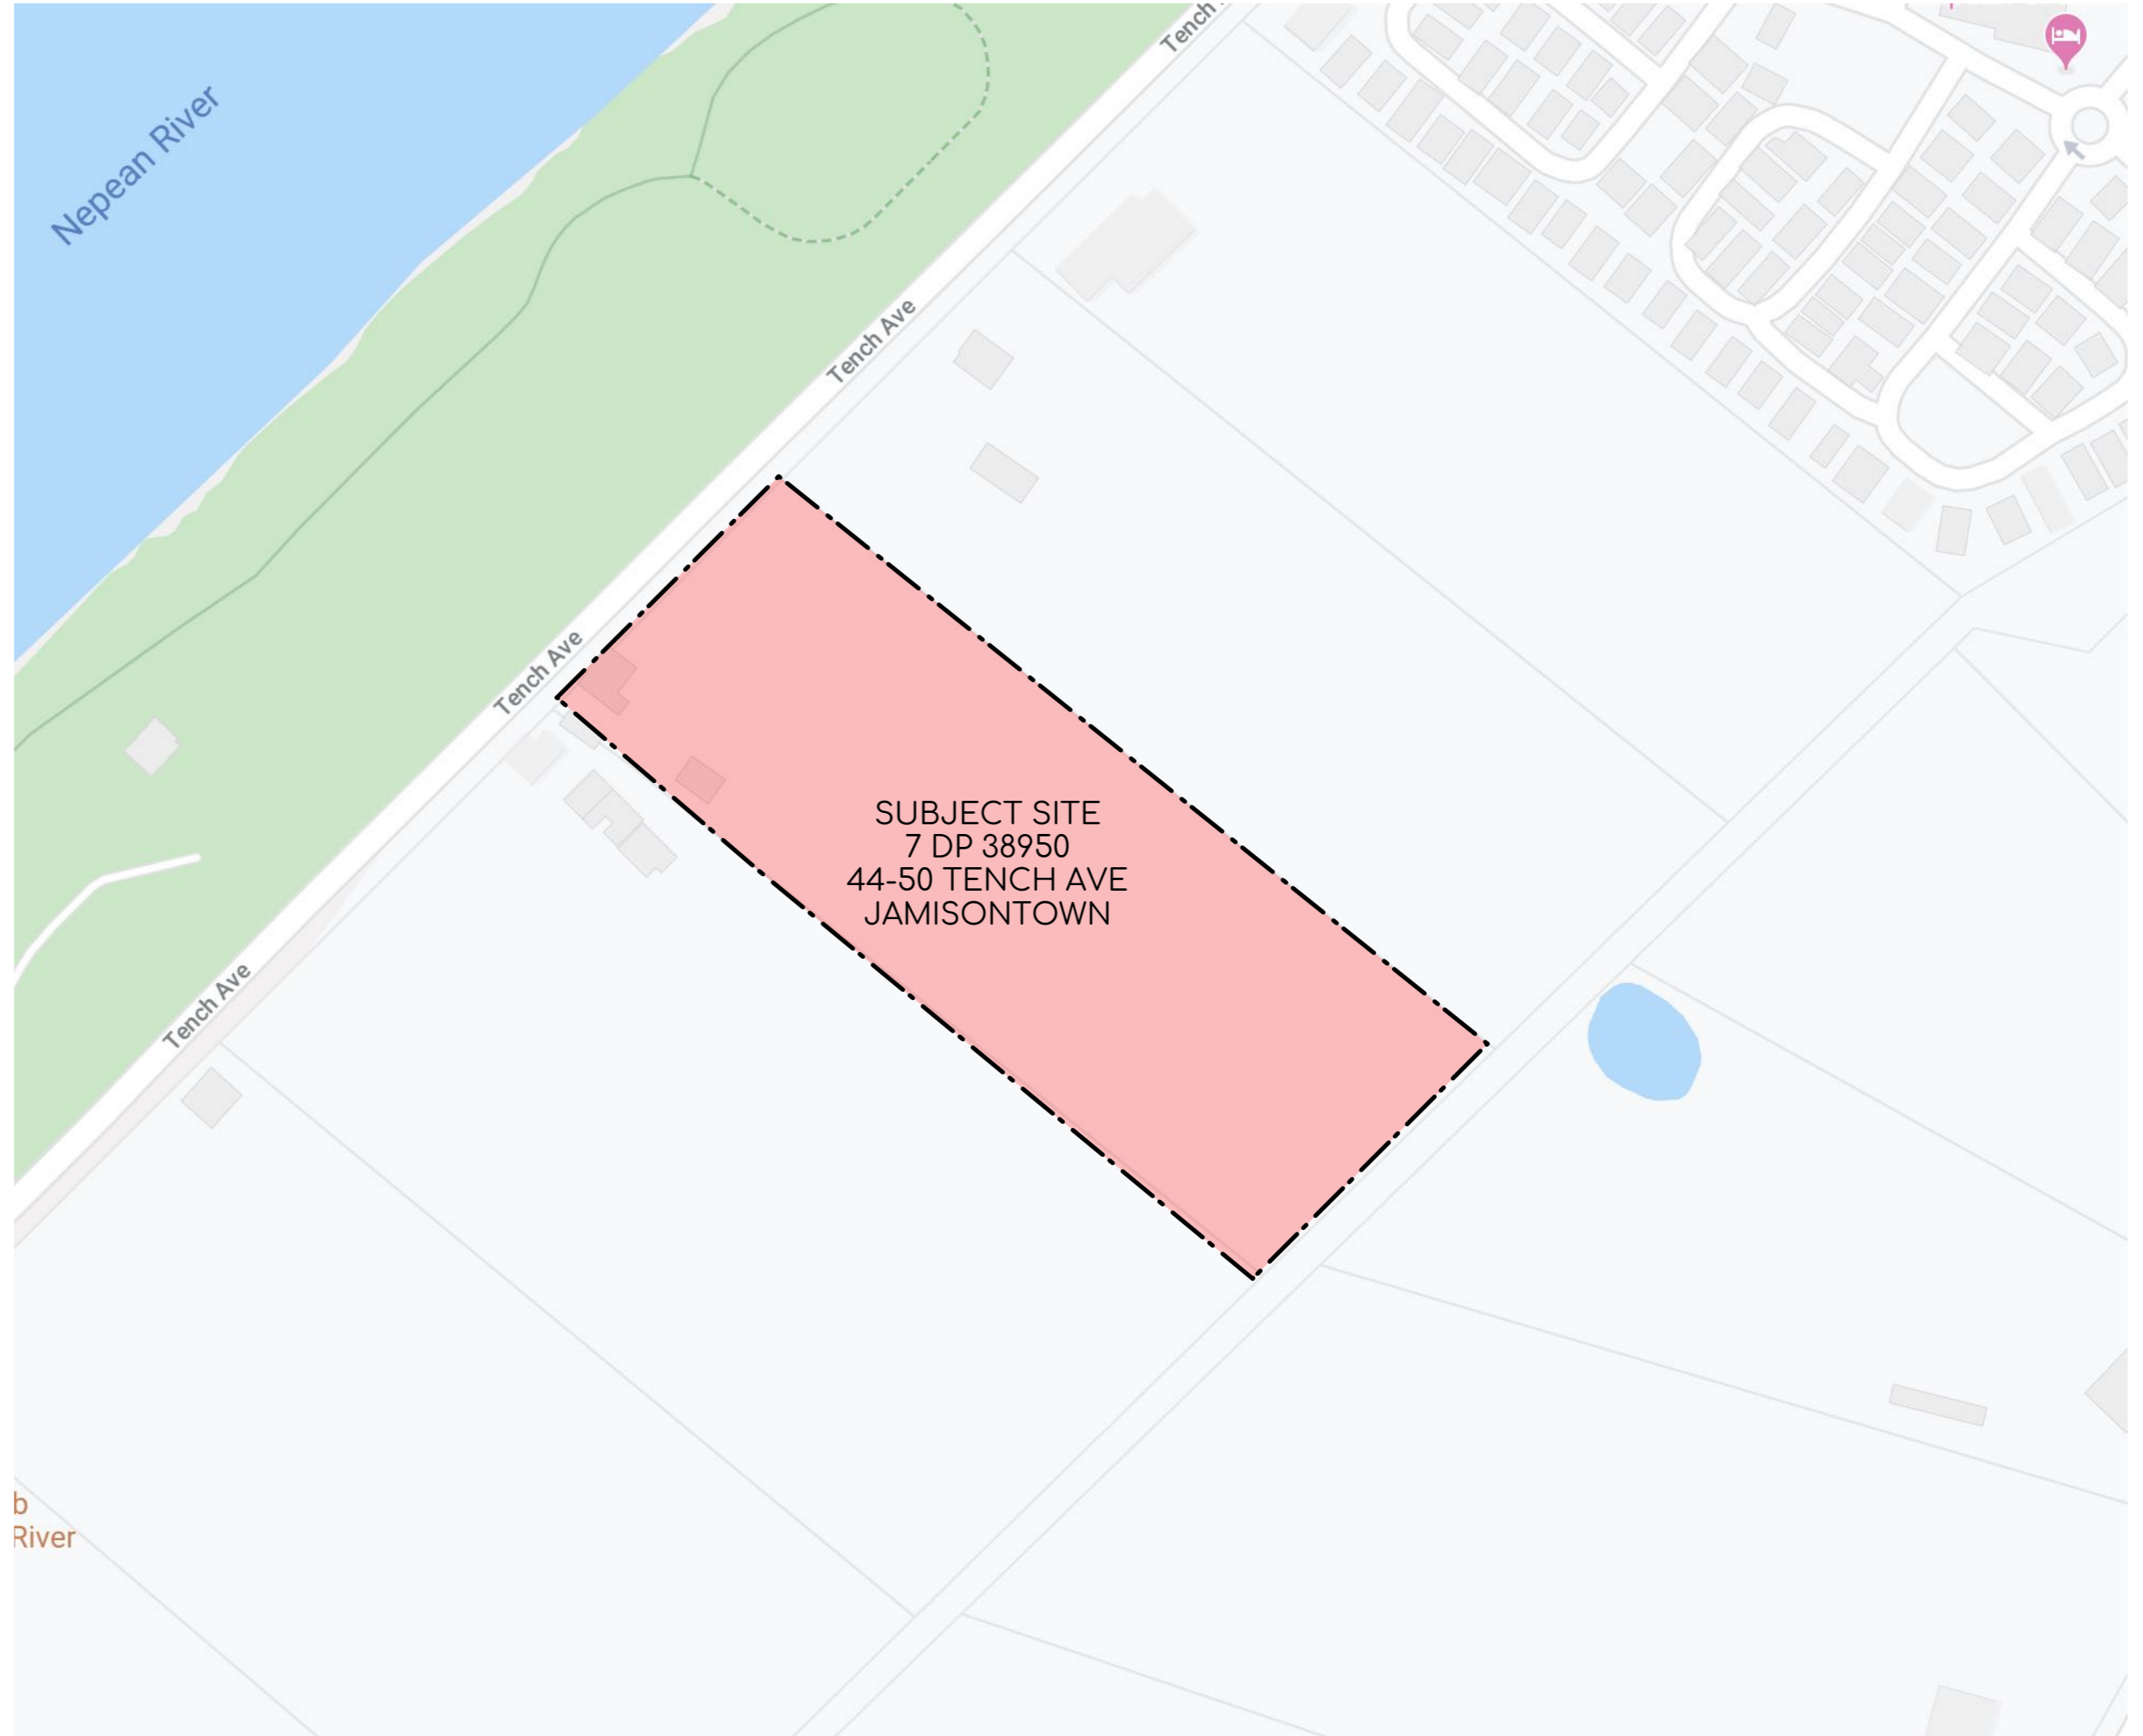 Tench
Nepean River
Tench Ave
Tench Ave
SUBJECT SITE
7 DP 38950
44-50 TENCH AVE
JAMISONTOWN
Tench Ave
b
River